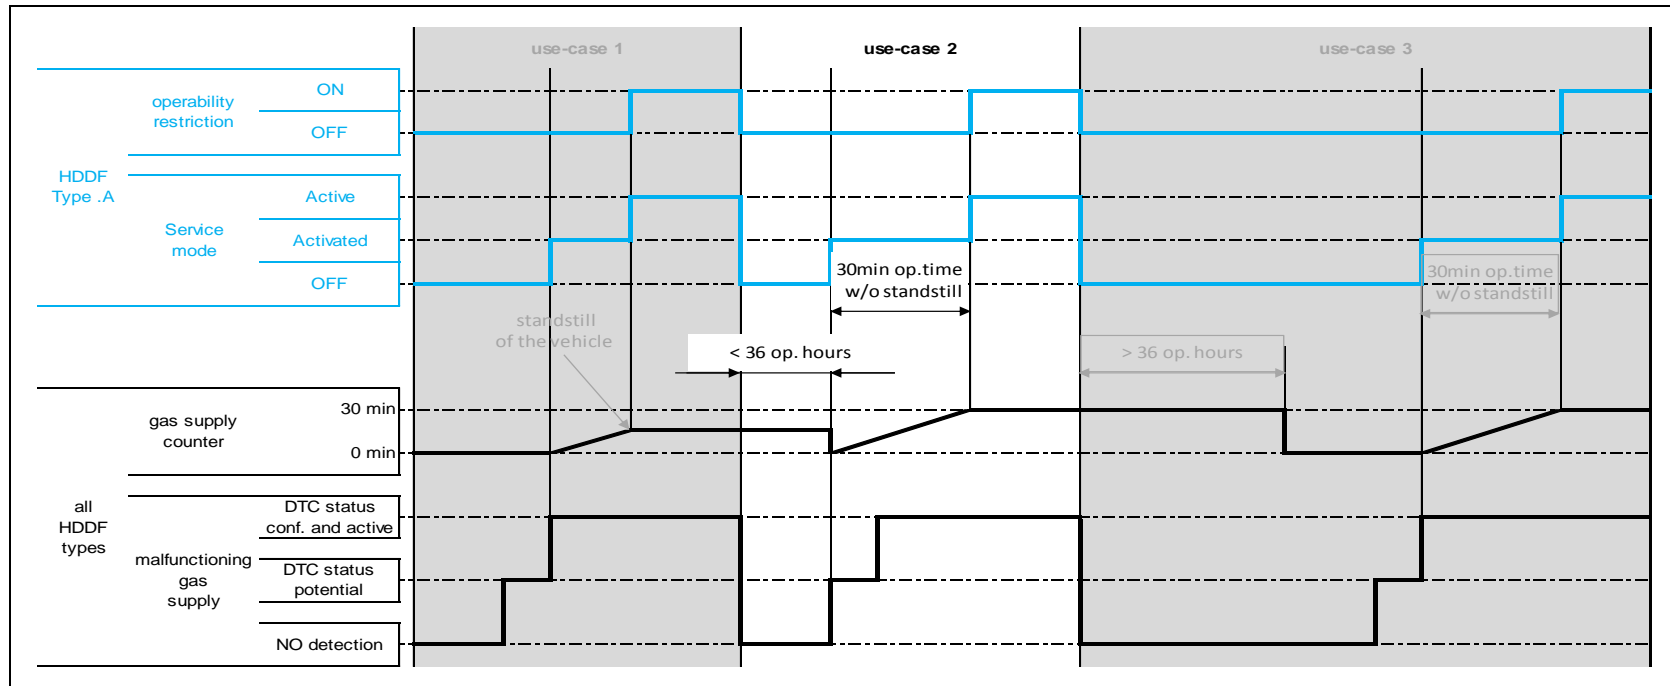 use-case 1
use-case 2
use-case 3
HDDF
Type .A
operability
restriction
ON
OFF
Service
mode
Active
Activated
OFF
30min op.time
w/o standstill
30min op.time
w/o standstill
standstill
of the vehicle
< 36 op. hours
> 36 op. hours
all
HDDF
types
gas supply
counter
30 min
0 min
malfunctioning
gas
supply
DTC status
conf. and active
DTC status
potential
NO detection